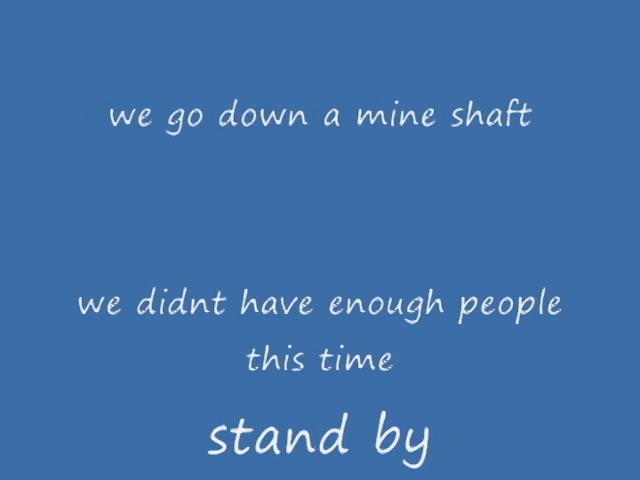 we go down a mine shaft
we didnt have enough people
this time
stand by